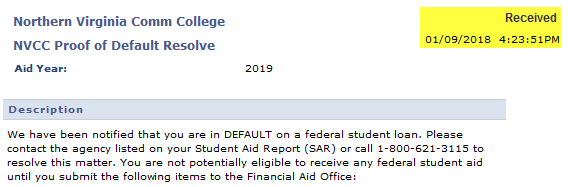 Northern Virginia Comm College
Received
01/09/2018 4:23:51PM
NVCC Proof of Default Resolve
Aid Year: 2019
Description
We have been notified that you are in DEFAULT on a federal student loan. Please
contact the agency listed on your Student Aid Report (SAR) or call 1-800-621-3115 to
resolve this matter. You are not potentially eligible to receive any federal student aid
until you submit the following items to the Financial Aid Office: